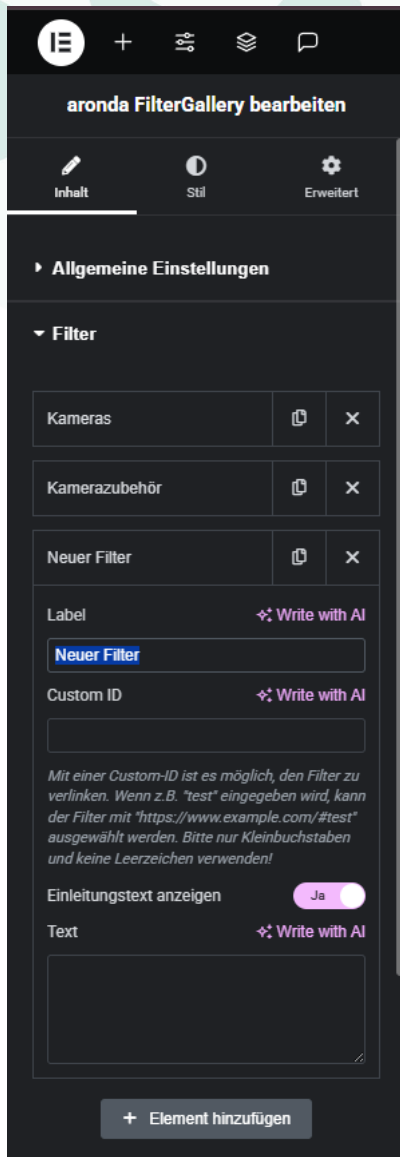 aronda FilterGallery bearbeiten
Inhalt
Stil
Erweitert
Allgemeine Einstellungen
Filter
Kameras
Kamerazubehör
Neuer Filter
Label
Write with AI
Neuer Filter
Custom ID
Write with AI
Mit einer Custom-ID ist es möglich, den Filter zu
verlinken. Wenn z.B. "test" eingegeben wird, kann
der Filter mit "https://www.example.com/#test"
ausgewählt werden. Bitte nur Kleinbuchstaben
und keine Leerzeichen verwenden!
Einleitungstext anzeigen
Ja
Text
Write with AI
+ Element hinzufügen